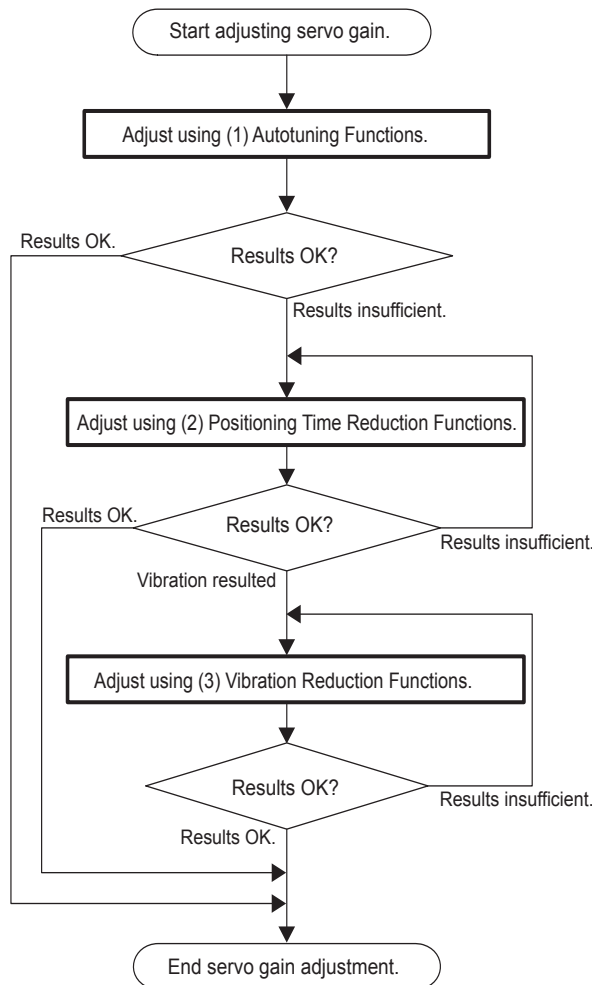 Start adjusting servo gain.
Adjust using (1) Autotuning Functions.
Results OK.
Results OK?
Results insufficient.
Adjust using (2) Positioning Time Reduction Functions.
Results OK.
Results OK?
Results insufficient.
Vibration resulted
Adjust using (3) Vibration Reduction Functions.
Results OK?
Results insufficient.
Results OK.
End servo gain adjustment.